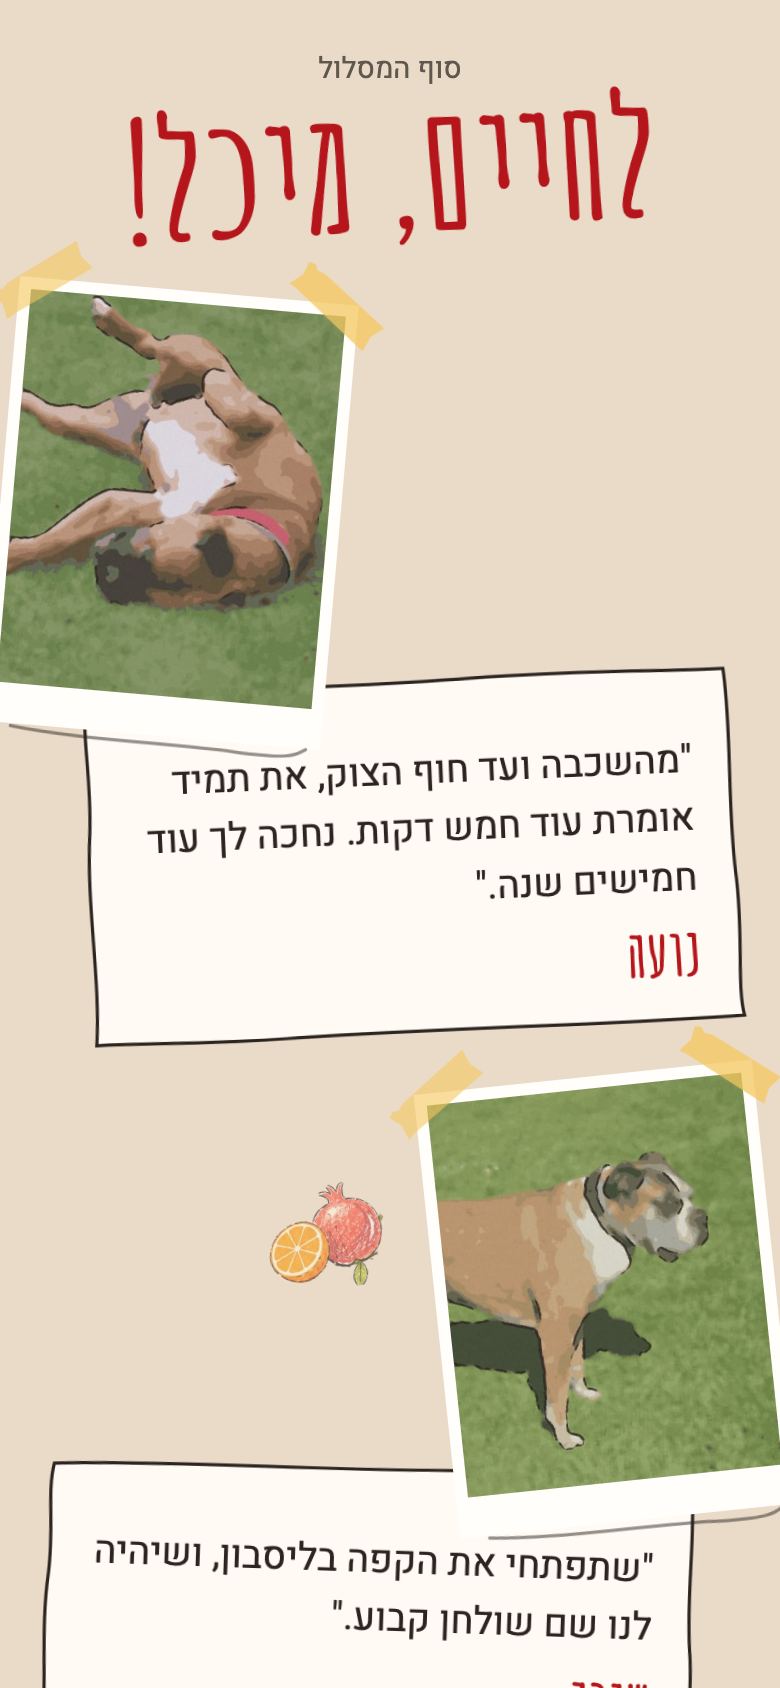 סוף המסלול
לחיים, מיכל!
"מהשכבה ועד חוף הצוק, את תמיד
אומרת עוד חמש דקות. נחכה לך עוד
חמישים שנה."
נועה
"שתפתחי את הקפה בליסבון, ושיהיה
לנו שם שולחן קבוע."